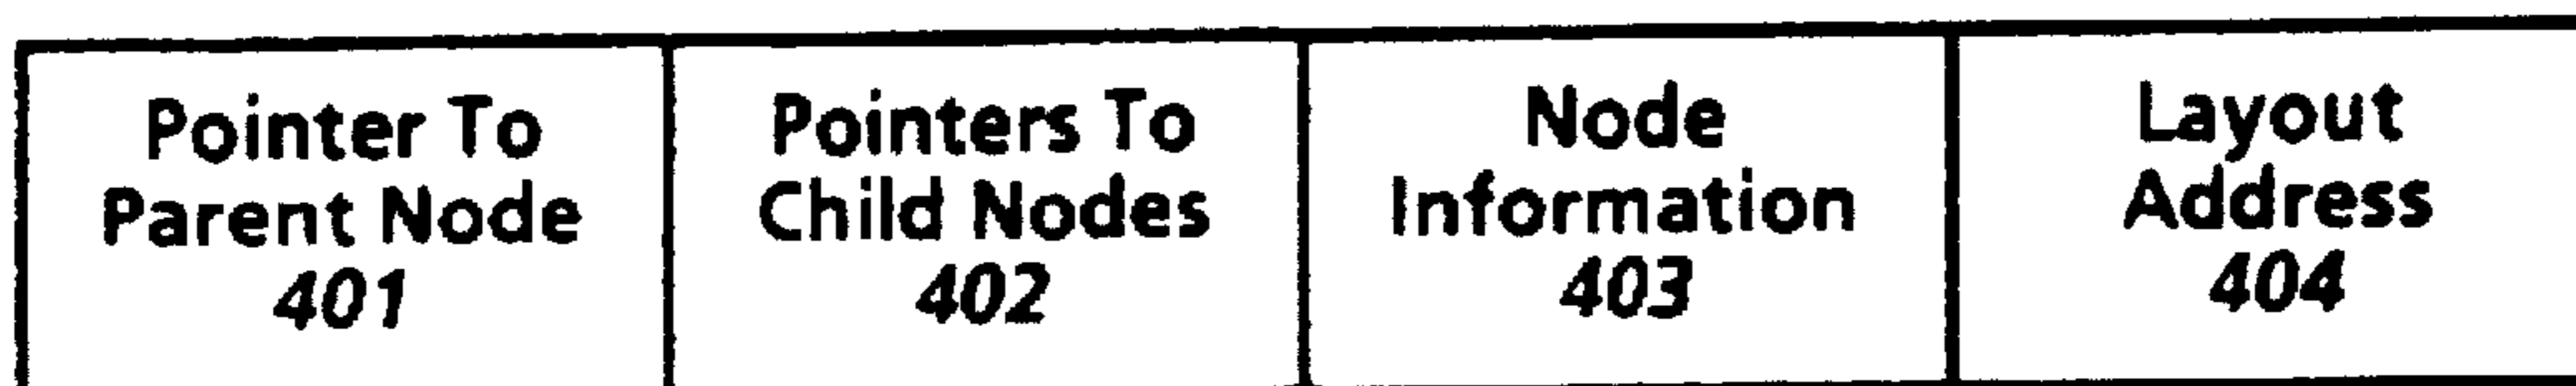 Pointer To
Parent Node
401
Pointers To
Child Nodes
402
Node
Information
403
Layout
Address
404